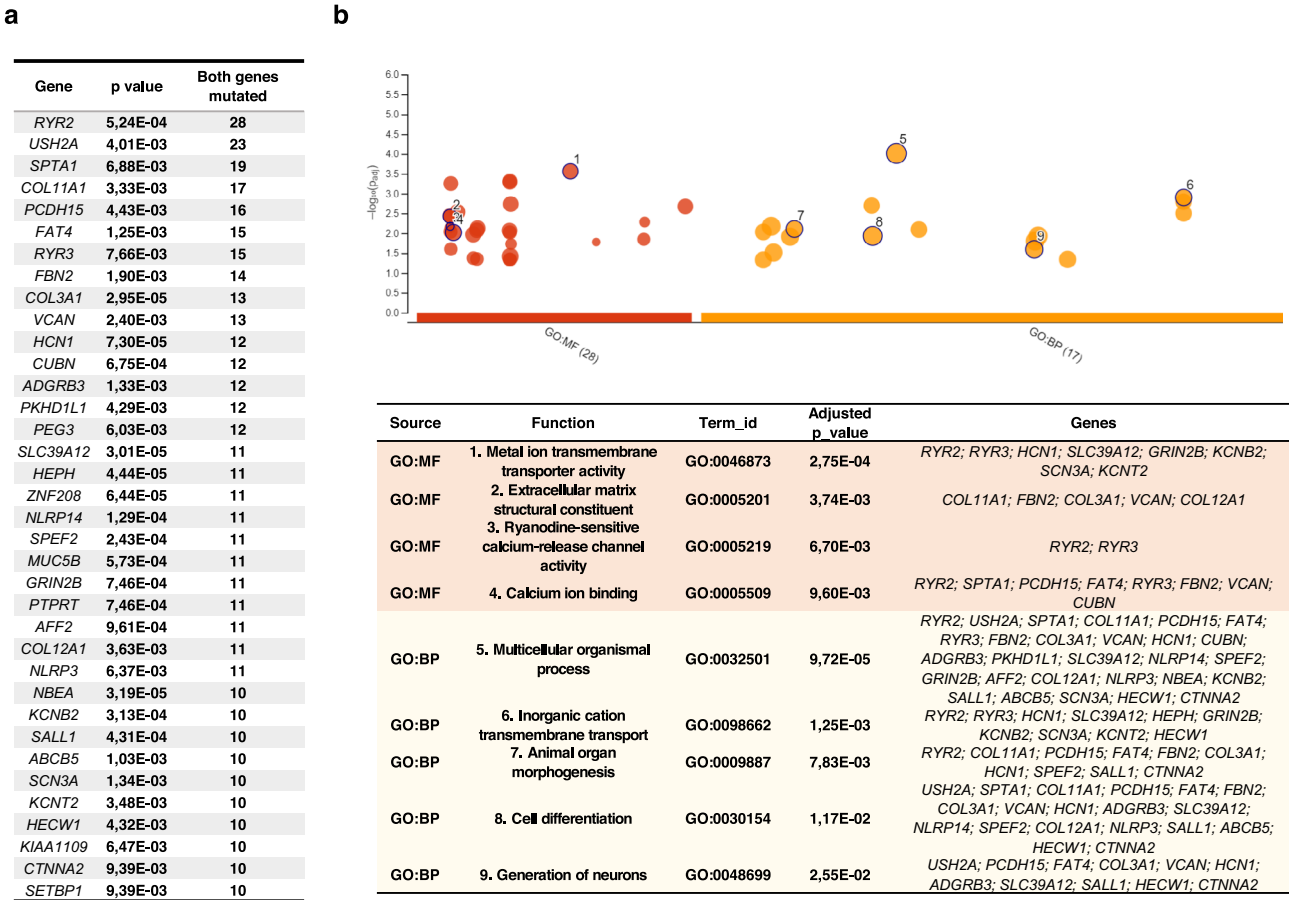 a
b
Gene p value Both genes
mutated
RYR2 5,24E-04 28
USH2A 4,01E-03 23
SPTA1 6,88E-03 19
COL11A1 3,33E-03 17
PCDH15 4,43E-03 16
FAT4 1,25E-03 15
RYR3 7,66E-03 15
FBN2 1,90E-03 14
COL3A1 2,95E-05 13
VCAN 2,40E-03 13
HCN1 7,30E-05 12
CUBN 6,75E-04 12
ADGRB3 1,33E-03 12
PKHD1L1 4,29E-03 12
PEG3 6,03E-03 12
SLC39A12 3,01E-05 11
HEPH 4,44E-05 11
ZNF208 6,44E-05 11
NLRP14 1,29E-04 11
SPEF2 2,43E-04 11
MUC5B 5,73E-04 11
GRIN2B 7,46E-04 11
PTPRT 7,46E-04 11
AFF2 9,61E-04 11
COL12A1 3,63E-03 11
NLRP3 6,37E-03 11
NBEA 3,19E-05 10
KCNB2 3,13E-04 10
SALL1 4,31E-04 10
ABCB5 1,03E-03 10
SCN3A 1,34E-03 10
KCNT2 3,48E-03 10
HECW1 4,32E-03 10
KIAA1109 6,47E-03 10
CTNNA2 9,39E-03 10
SETBP1 9,39E-03 10
-log10(padj)
6.0
5.5
5.0
4.5
4.0
3.5
3.0
2.5
2.0
1.5
1.0
0.5
0.0
1
2
4
5
6
7
8
9
GO:MF (28)
GO:BP (17)
Source Function Term_id Adjusted
p_value Genes
GO:MF 1. Metal ion transmembrane
transporter activity GO:0046873 2,75E-04 RYR2; RYR3; HCN1; SLC39A12; GRIN2B; KCNB2;
SCN3A; KCNT2
GO:MF 2. Extracellular matrix
structural constituent GO:0005201 3,74E-03 COL11A1; FBN2; COL3A1; VCAN; COL12A1
GO:MF 3. Ryanodine-sensitive
calcium-release channel
activity GO:0005219 6,70E-03 RYR2; RYR3
GO:MF 4. Calcium ion binding GO:0005509 9,60E-03 RYR2; SPTA1; PCDH15; FAT4; RYR3; FBN2; VCAN;
CUBN
GO:BP 5. Multicellular organismal
process GO:0032501 9,72E-05 RYR2; USH2A; SPTA1; COL11A1; PCDH15; FAT4;
RYR3; FBN2; COL3A1; VCAN; HCN1; CUBN;
ADGRB3; PKHD1L1; SLC39A12; NLRP14; SPEF2;
GRIN2B; AFF2; COL12A1; NLRP3; NBEA; KCNB2;
SALL1; ABCB5; SCN3A; HECW1; CTNNA2
GO:BP 6. Inorganic cation
transmembrane transport GO:0098662 1,25E-03 RYR2; RYR3; HCN1; SLC39A12; HEPH; GRIN2B;
KCNB2; SCN3A; KCNT2; HECW1
GO:BP 7. Animal organ
morphogenesis GO:0009887 7,83E-03 RYR2; COL11A1; PCDH15; FAT4; FBN2; COL3A1;
HCN1; SPEF2; SALL1; CTNNA2
GO:BP 8. Cell differentiation GO:0030154 1,17E-02 USH2A; SPTA1; COL11A1; PCDH15; FAT4; FBN2;
COL3A1; VCAN; HCN1; ADGRB3; SLC39A12;
NLRP14; SPEF2; COL12A1; NLRP3; SALL1; ABCB5;
HECW1; CTNNA2
GO:BP 9. Generation of neurons GO:0048699 2,55E-02 USH2A; PCDH15; FAT4; COL3A1; VCAN; HCN1;
ADGRB3; SLC39A12; SALL1; HECW1; CTNNA2